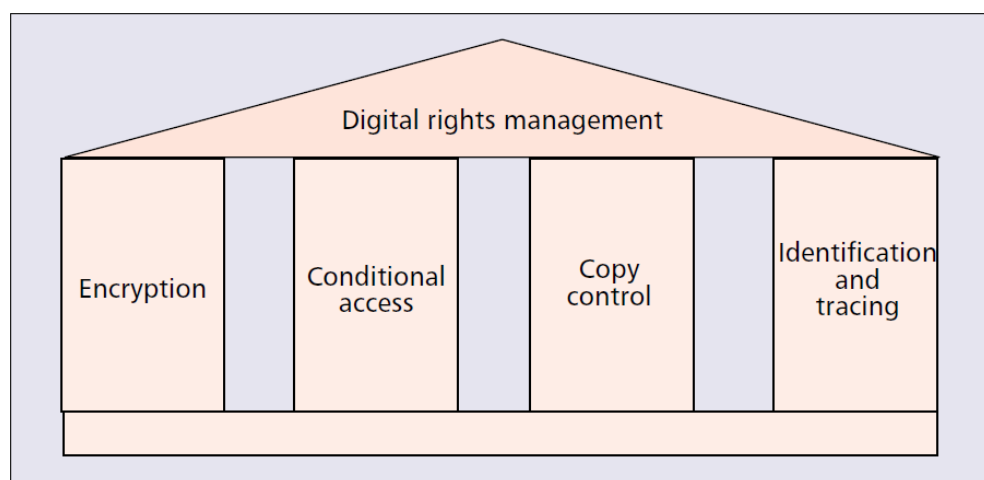 Digital rights management
Encryption
Conditional
access
Copy
control
Identification
and
tracing